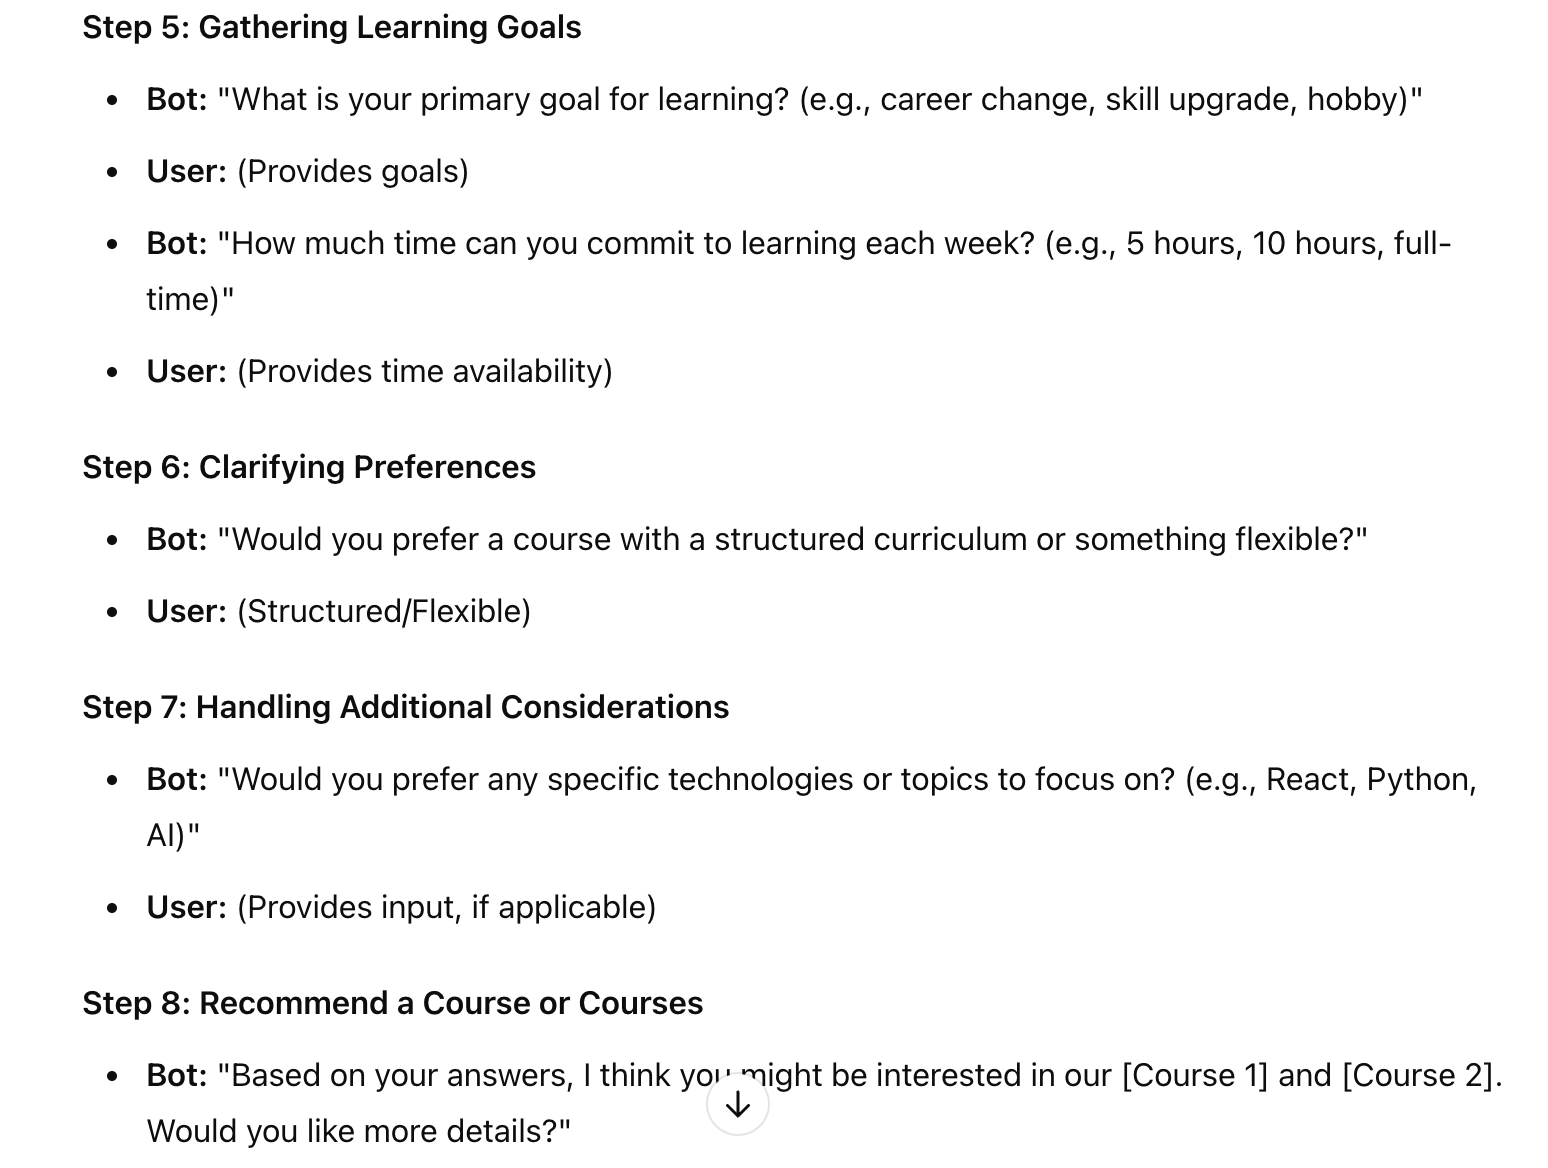 Step 5: Gathering Learning Goals
• Bot: "What is your primary goal for learning? (e.g., career change, skill upgrade, hobby)"
• User: (Provides goals)
• Bot: "How much time can you commit to learning each week? (e.g., 5 hours, 10 hours, full-
time)"
• User: (Provides time availability)
Step 6: Clarifying Preferences
• Bot: "Would you prefer a course with a structured curriculum or something flexible?"
• User: (Structured/Flexible)
Step 7: Handling Additional Considerations
• Bot: "Would you prefer any specific technologies or topics to focus on? (e.g., React, Python,
AI)"
• User: (Provides input, if applicable)
Step 8: Recommend a Course or Courses
• Bot: "Based on your answers, I think you might be interested in our [Course 1] and [Course 2].
Would you like more details?"